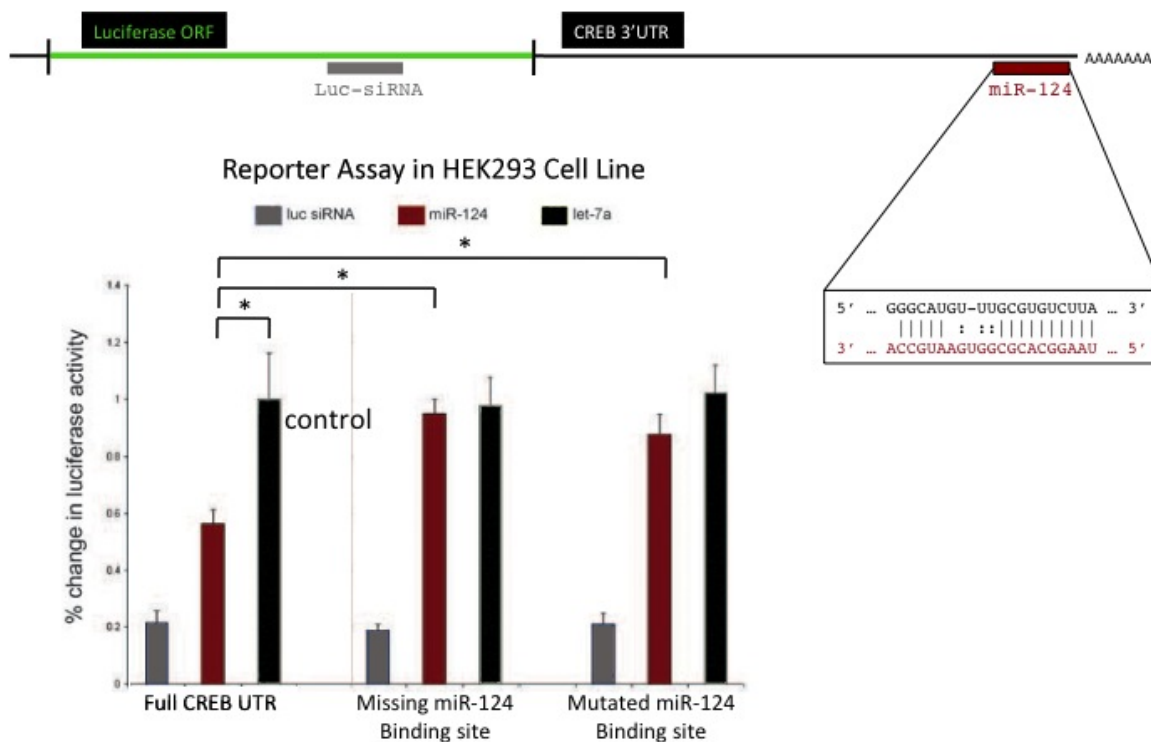 Luciferase ORF
CREB 3'UTR
AAAAAAA
Luc-siRNA
miR-124
Reporter Assay in HEK293 Cell Line
luc siRNA
miR-124
let-7a
*
*
*
5' … GGGCAUGU-UUGCGUGUCUUA … 3'
||||| : ::||||||||||
3' … ACCGUAAGUGGCGCACGGAAU … 5'
% change in luciferase activity
1.4
1.2
1
0.8
0.6
0.4
0.2
0
control
Full CREB UTR
Missing miR-124
Binding site
Mutated miR-124
Binding site